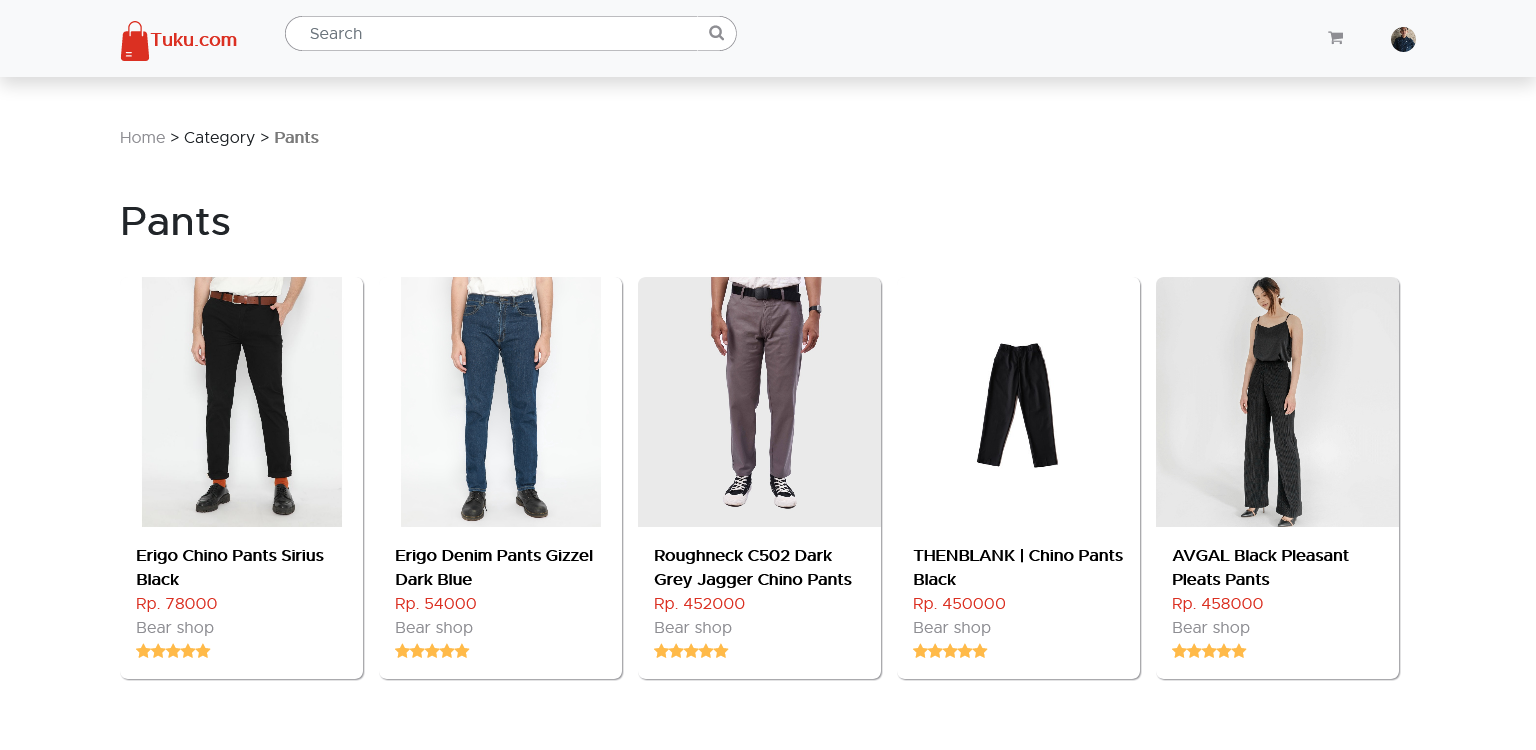 Tuku.com
Search
Home > Category > Pants
Pants
Erigo Chino Pants Sirius
Black
Rp. 78000
Bear shop
Erigo Denim Pants Gizzel
Dark Blue
Rp. 54000
Bear shop
Roughneck C502 Dark
Grey Jagger Chino Pants
Rp. 452000
Bear shop
THENBLANK | Chino Pants
Black
Rp. 450000
Bear shop
AVGAL Black Pleasant
Pleats Pants
Rp. 458000
Bear shop